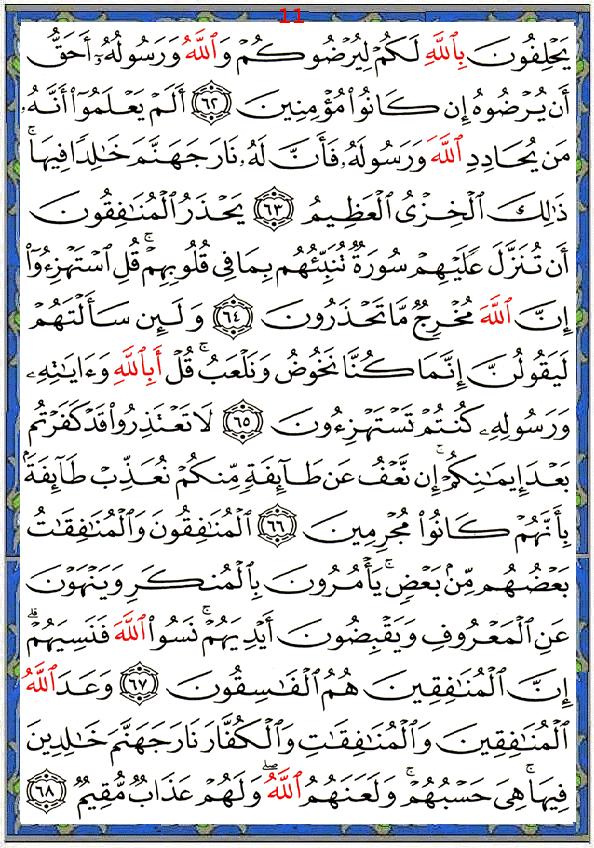 11
يَحْلِفُونَ بِٱللَّهِ لَكُمْ لِيُرْضُوكُمْ وَٱللَّهُ وَرَسُولُهُۥٓ أَحَقُّ
أَن يُرْضُوهُ إِن كَانُوا۟ مُؤْمِنِينَ ﴿٦٢﴾ أَلَمْ يَعْلَمُوٓا۟ أَنَّهُۥ
مَن يُحَادِدِ ٱللَّهَ وَرَسُولَهُۥ فَأَنَّ لَهُۥ نَارَ جَهَنَّمَ خَٰلِدًا فِيهَا ۚ
ذَٰلِكَ ٱلْخِزْىُ ٱلْعَظِيمُ ﴿٦٣﴾ يَحْذَرُ ٱلْمُنَٰفِقُونَ
أَن تُنَزَّلَ عَلَيْهِمْ سُورَةٌ تُنَبِّئُهُم بِمَا فِى قُلُوبِهِمْ ۚ قُلِ ٱسْتَهْزِءُوٓا۟
إِنَّ ٱللَّهَ مُخْرِجٌ مَّا تَحْذَرُونَ ﴿٦٤﴾ وَلَئِن سَأَلْتَهُمْ
لَيَقُولُنَّ إِنَّمَا كُنَّا نَخُوضُ وَنَلْعَبُ ۚ قُلْ أَبِٱللَّهِ وَءَايَٰتِهِۦ
وَرَسُولِهِۦ كُنتُمْ تَسْتَهْزِءُونَ ﴿٦٥﴾ لَا تَعْتَذِرُوا۟ قَدْ كَفَرْتُم
بَعْدَ إِيمَٰنِكُمْ ۚ إِن نَّعْفُ عَن طَآئِفَةٍ مِّنكُمْ نُعَذِّبْ طَآئِفَةًۢ
بِأَنَّهُمْ كَانُوا۟ مُجْرِمِينَ ﴿٦٦﴾ ٱلْمُنَٰفِقُونَ وَٱلْمُنَٰفِقَٰتُ
بَعْضُهُم مِّنۢ بَعْضٍ ۚ يَأْمُرُونَ بِٱلْمُنكَرِ وَيَنْهَوْنَ
عَنِ ٱلْمَعْرُوفِ وَيَقْبِضُونَ أَيْدِيَهُمْ ۚ نَسُوا۟ ٱللَّهَ فَنَسِيَهُمْ ۗ
إِنَّ ٱلْمُنَٰفِقِينَ هُمُ ٱلْفَٰسِقُونَ ﴿٦٧﴾ وَعَدَ ٱللَّهُ
ٱلْمُنَٰفِقِينَ وَٱلْمُنَٰفِقَٰتِ وَٱلْكُفَّارَ نَارَ جَهَنَّمَ خَٰلِدِينَ
فِيهَا ۚ هِىَ حَسْبُهُمْ ۚ وَلَعَنَهُمُ ٱللَّهُ ۖ وَلَهُمْ عَذَابٌ مُّقِيمٌ ﴿٦٨﴾